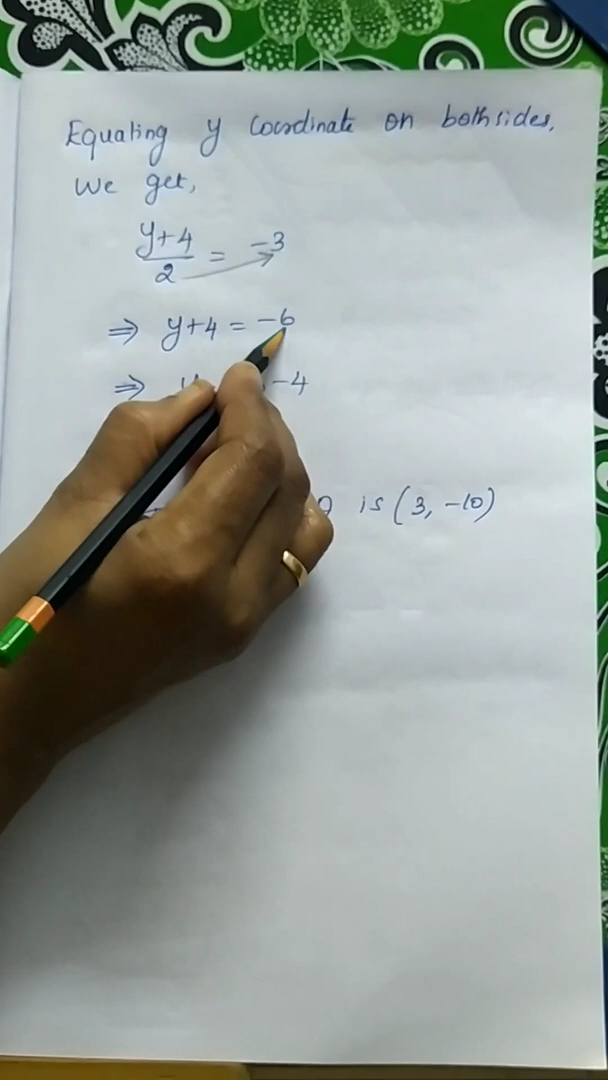 Equating y coordinate on both sides,
we get,
y+4/2 = -3
⇒ y+4 = -6
⇒ -4
is (3, -10)